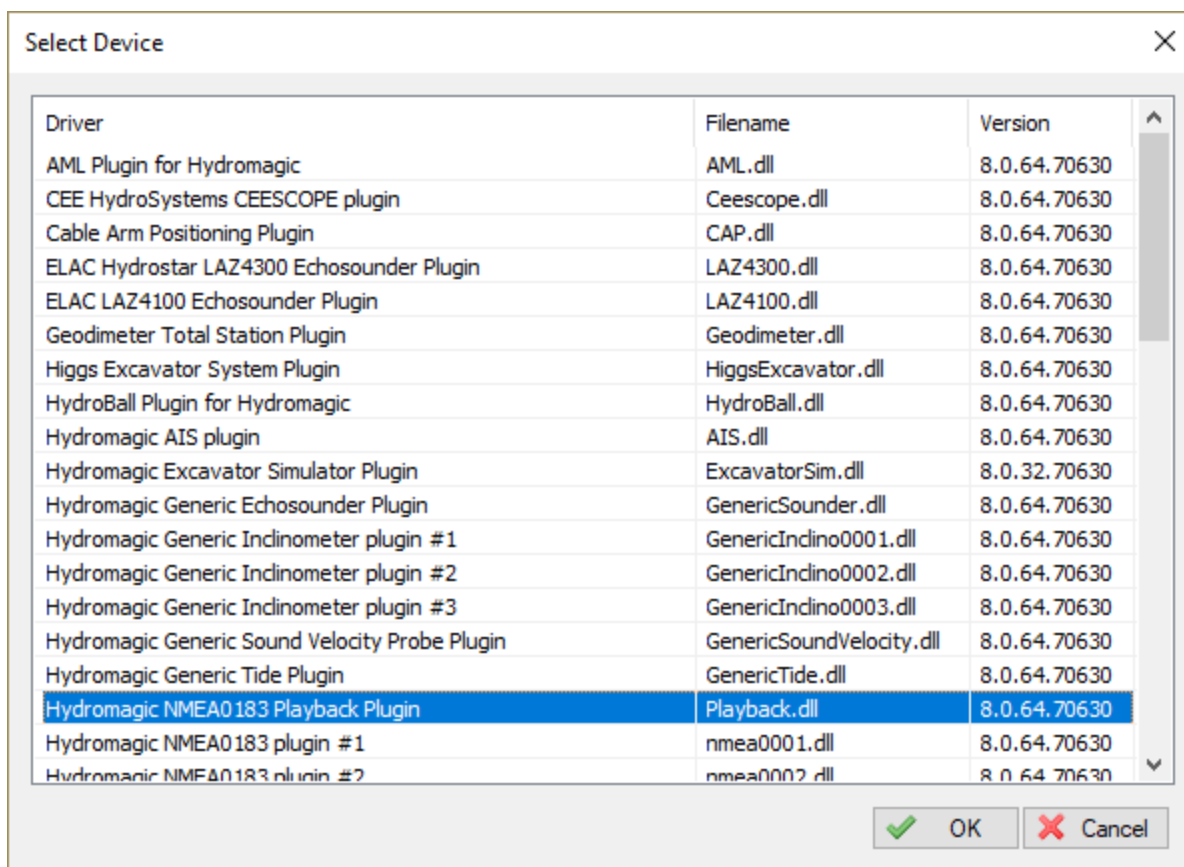 Select Device
Driver Filename Version
AML Plugin for Hydromagic AML.dll 8.0.64.70630
CEE HydroSystems CEESCOPE plugin Ceescope.dll 8.0.64.70630
Cable Arm Positioning Plugin CAP.dll 8.0.64.70630
ELAC Hydrostar LAZ4300 Echosounder Plugin LAZ4300.dll 8.0.64.70630
ELAC LAZ4100 Echosounder Plugin LAZ4100.dll 8.0.64.70630
Geodimeter Total Station Plugin Geodimeter.dll 8.0.64.70630
Higgs Excavator System Plugin HiggsExcavator.dll 8.0.64.70630
HydroBall Plugin for Hydromagic HydroBall.dll 8.0.64.70630
Hydromagic AIS plugin AIS.dll 8.0.64.70630
Hydromagic Excavator Simulator Plugin ExcavatorSim.dll 8.0.32.70630
Hydromagic Generic Echosounder Plugin GenericSounder.dll 8.0.64.70630
Hydromagic Generic Inclinometer plugin #1 GenericInclino0001.dll 8.0.64.70630
Hydromagic Generic Inclinometer plugin #2 GenericInclino0002.dll 8.0.64.70630
Hydromagic Generic Inclinometer plugin #3 GenericInclino0003.dll 8.0.64.70630
Hydromagic Generic Sound Velocity Probe Plugin GenericSoundVelocity.dll 8.0.64.70630
Hydromagic Generic Tide Plugin GenericTide.dll 8.0.64.70630
Hydromagic NMEA0183 Playback Plugin Playback.dll 8.0.64.70630
Hydromagic NMEA0183 plugin #1 nmea0001.dll 8.0.64.70630
Hydromagic NMEA0183 plugin #2 nmea0002.dll 8.0.64.70630
OK Cancel